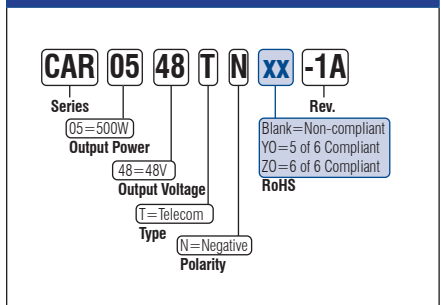 CAR 05 48 T N xx -1A
Series
Rev.
05=500W
Output Power
Blank=Non-compliant
YO=5 of 6 Compliant
ZO=6 of 6 Compliant
RoHS
48=48V
Output Voltage
T=Telecom
Type
N=Negative
Polarity